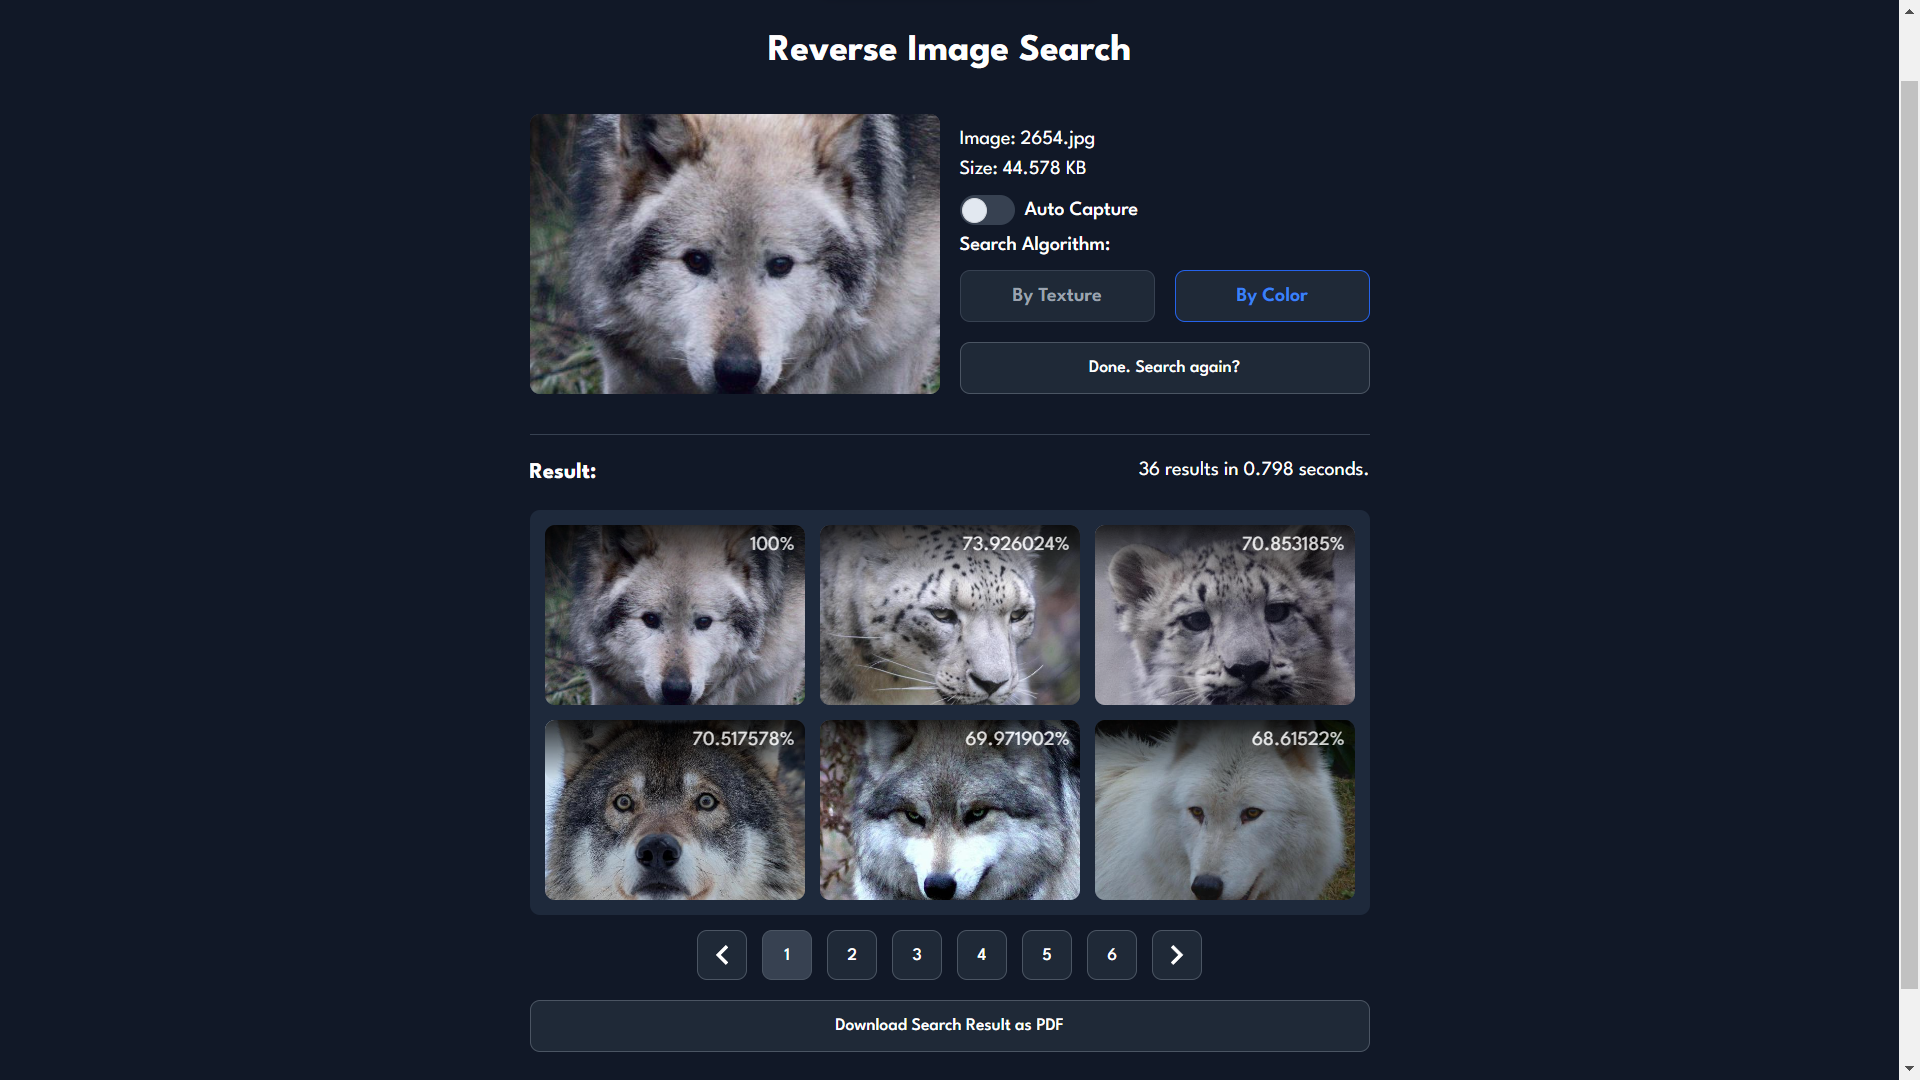 Reverse Image Search
Image: 2654.jpg
Size: 44.578 KB
Auto Capture
Search Algorithm:
By Texture
By Color
Done. Search again?
Result:
36 results in 0.798 seconds.
100%
73.926024%
70.853185%
70.517578%
69.971902%
68.61522%
1 2 3 4 5 6
Download Search Result as PDF